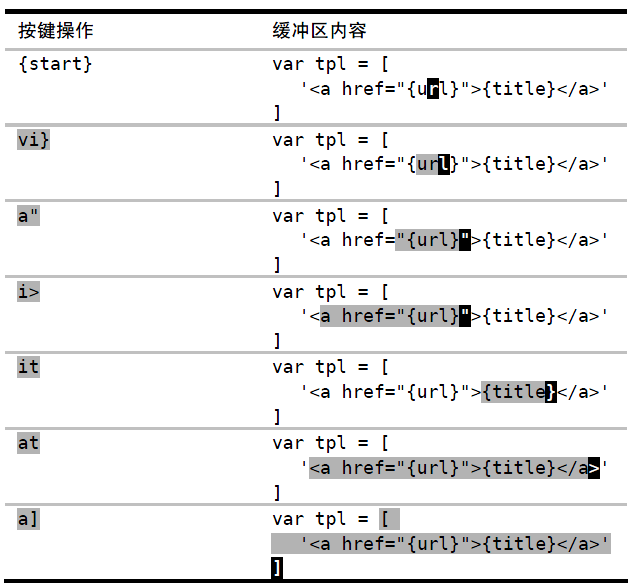 按键操作 缓冲区内容
{start} var tpl = [
'<a href="{url}">{title}</a>'
]
vi} var tpl = [
'<a href="{url}">{title}</a>'
]
a" var tpl = [
'<a href="{url}">{title}</a>'
]
i> var tpl = [
'<a href="{url}">{title}</a>'
]
it var tpl = [
'<a href="{url}">{title}</a>'
]
at var tpl = [
'<a href="{url}">{title}</a>'
]
a] var tpl = [
'<a href="{url}">{title}</a>'
]